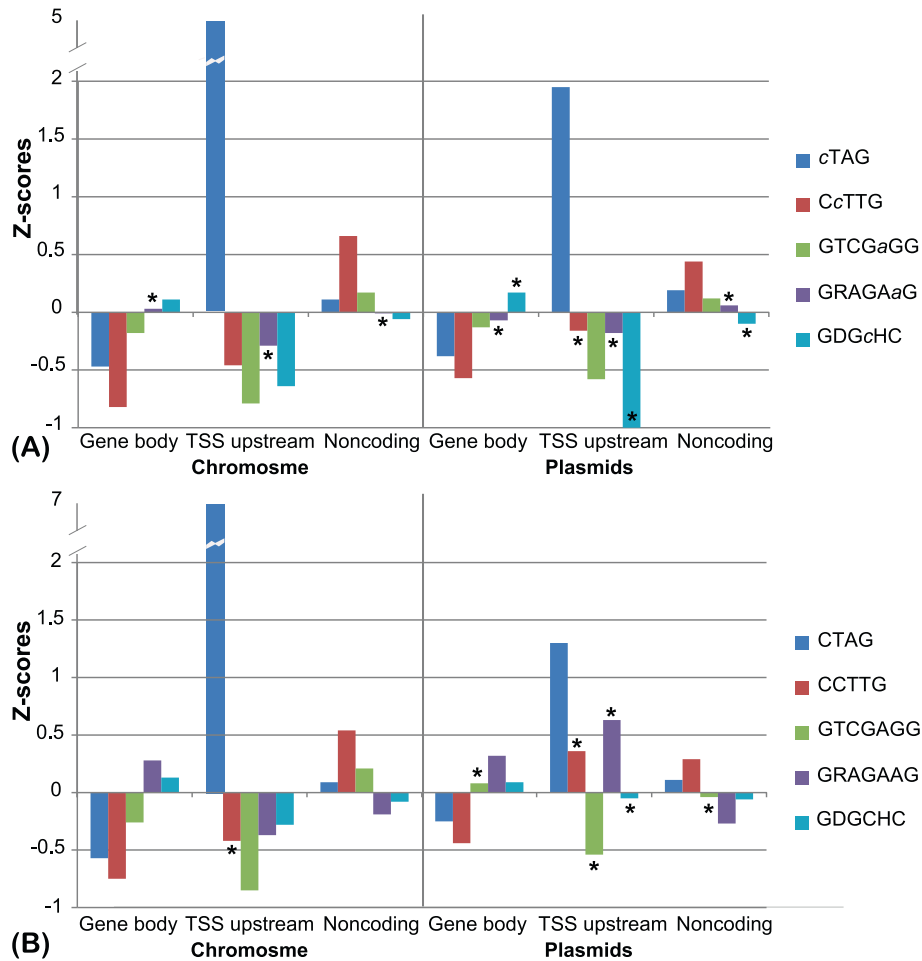 5
2
1.5
1
0.5
0
-0.5
-1
Z-scores
* * * * * * * * * *
Gene body TSS upstream Noncoding Gene body TSS upstream Noncoding
(A) Chromosme Plasmids
cTAG
CcTTG
GTCGaGG
GRAGAaG
GDGcHC
7
2
1.5
1
0.5
0
-0.5
-1
Z-scores
* * * * * * *
Gene body TSS upstream Noncoding Gene body TSS upstream Noncoding
(B) Chromosme Plasmids
CTAG
CCTTG
GTCGAGG
GRAGAAG
GDGCHC